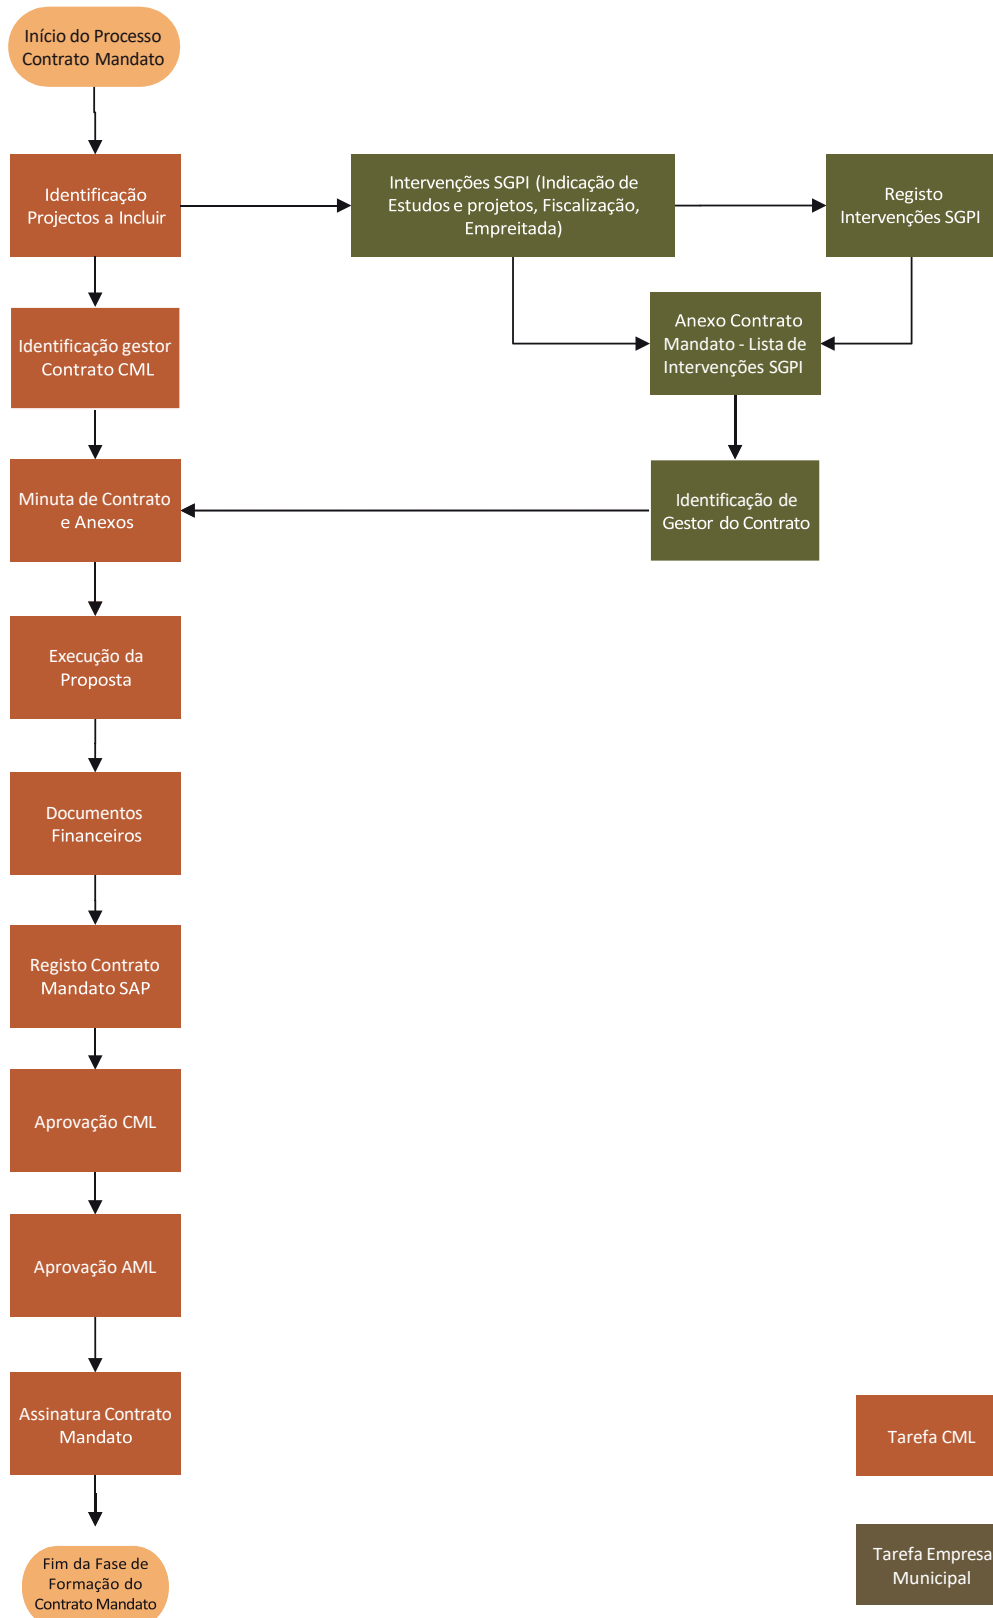 Início do Processo
Contrato Mandato
Identificação
Projectos a Incluir
Intervenções SGPI (Indicação de
Estudos e projetos, Fiscalização,
Empreitada)
Registo
Intervenções SGPI
Identificação gestor
Contrato CML
Anexo Contrato
Mandato - Lista de
Intervenções SGPI
Minuta de Contrato
e Anexos
Identificação de
Gestor do Contrato
Execução da
Proposta
Documentos
Financeiros
Registo Contrato
Mandato SAP
Aprovação CML
Aprovação AML
Assinatura Contrato
Mandato
Tarefa CML
Fim da Fase de
Formação do
Contrato Mandato
Tarefa Empresa
Municipal